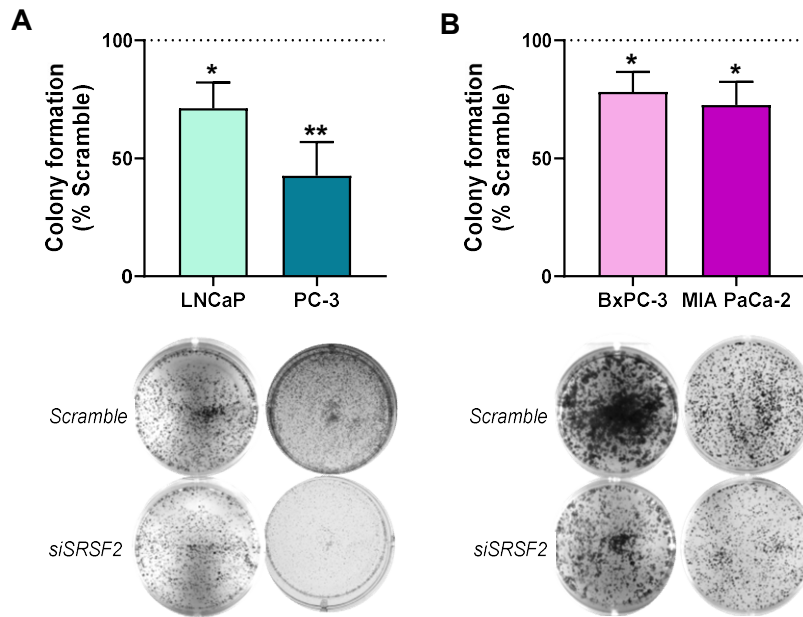 A
Colony formation
(% Scramble)
100
50
0
*
**
LNCaP
PC-3
Scramble
siSRSF2
B
Colony formation
(% Scramble)
100
50
0
*
*
BxPC-3
MIA PaCa-2
Scramble
siSRSF2